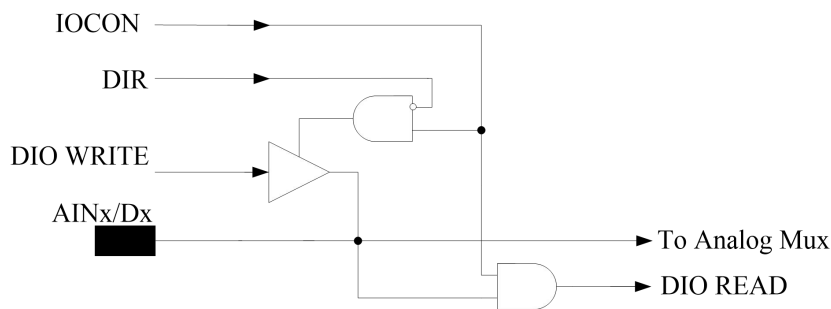 IOCON
DIR
DIO WRITE
AINx/Dx
To Analog Mux
DIO READ